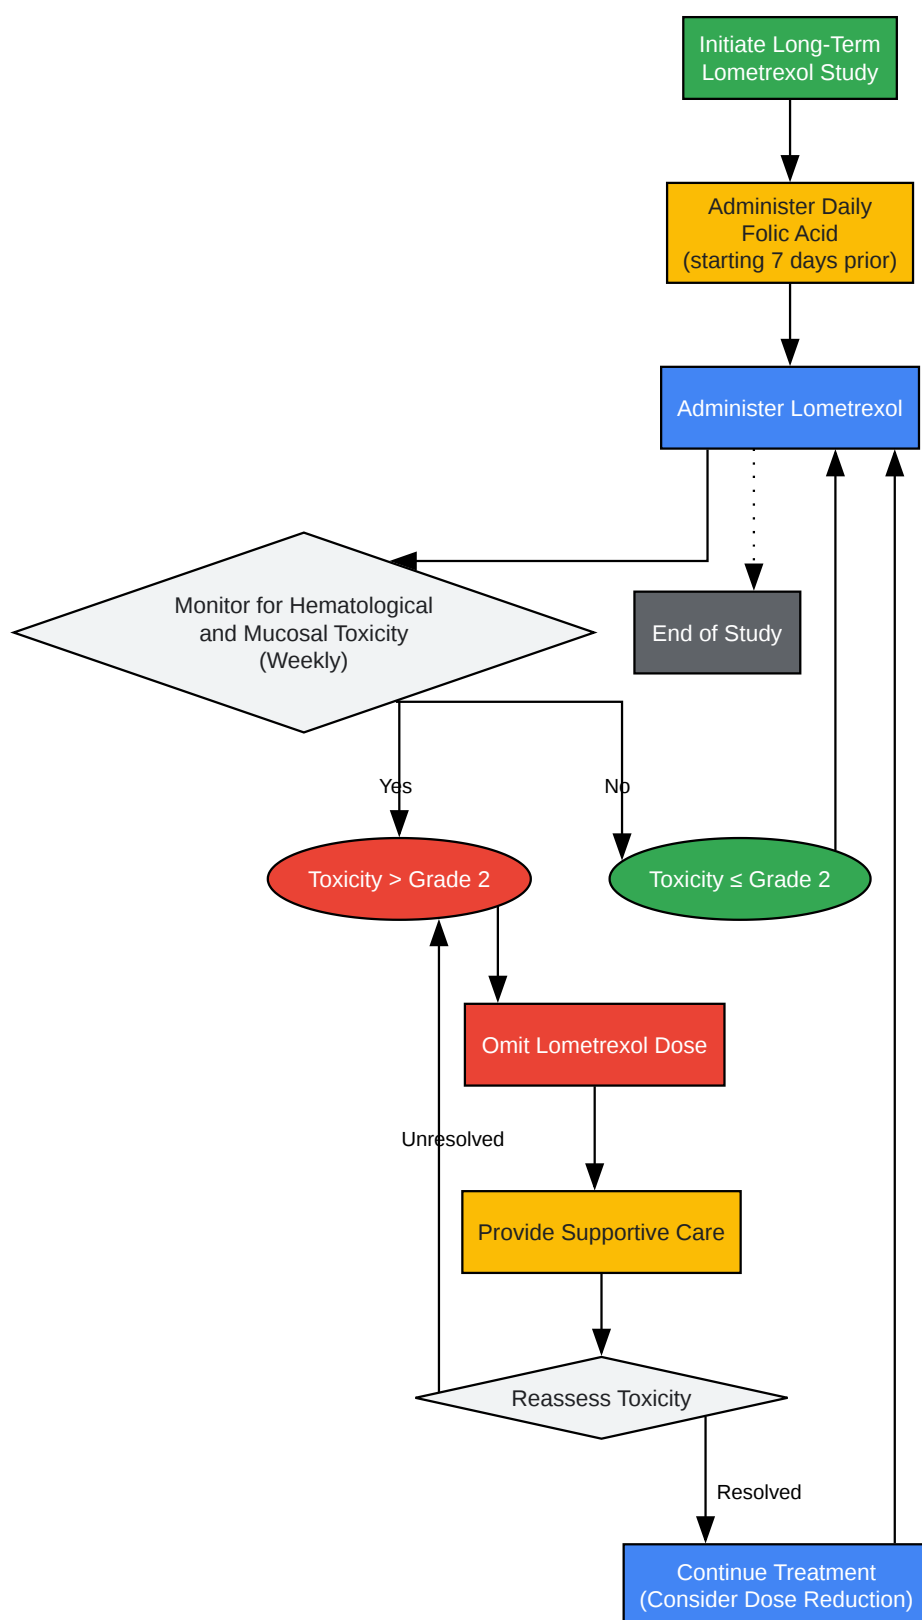 Initiate Long-Term
Lometrexol Study
Administer Daily
Folic Acid
(starting 7 days prior)
Administer Lometrexol
Monitor for Hematological
and Mucosal Toxicity
(Weekly)
End of Study
Yes
No
Toxicity > Grade 2
Toxicity ≤ Grade 2
Omit Lometrexol Dose
Unresolved
Provide Supportive Care
Reassess Toxicity
Resolved
Continue Treatment
(Consider Dose Reduction)